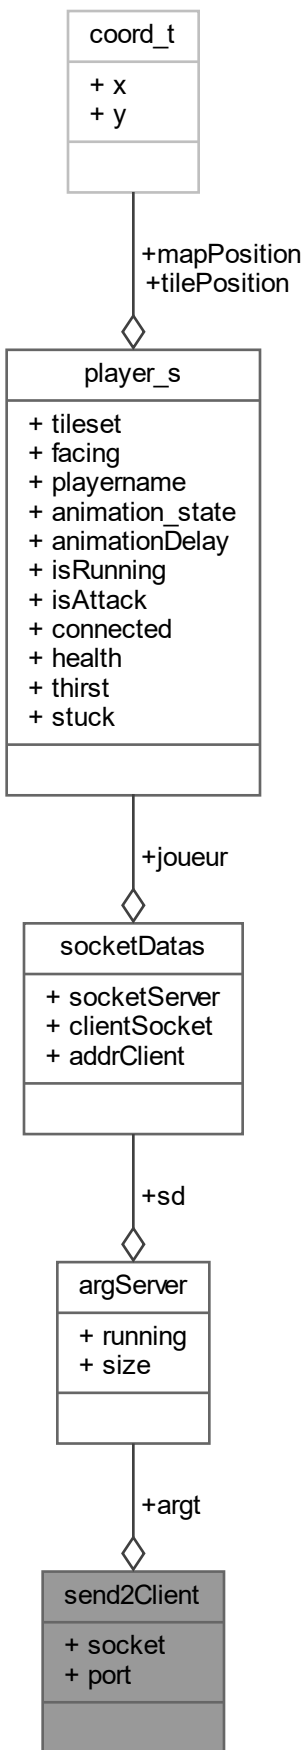 coord_t
+ x
+ y
+mapPosition
+tilePosition
player_s
+ tileset
+ facing
+ playername
+ animation_state
+ animationDelay
+ isRunning
+ isAttack
+ connected
+ health
+ thirst
+ stuck
+joueur
socketDatas
+ socketServer
+ clientSocket
+ addrClient
+sd
argServer
+ running
+ size
+argt
send2Client
+ socket
+ port